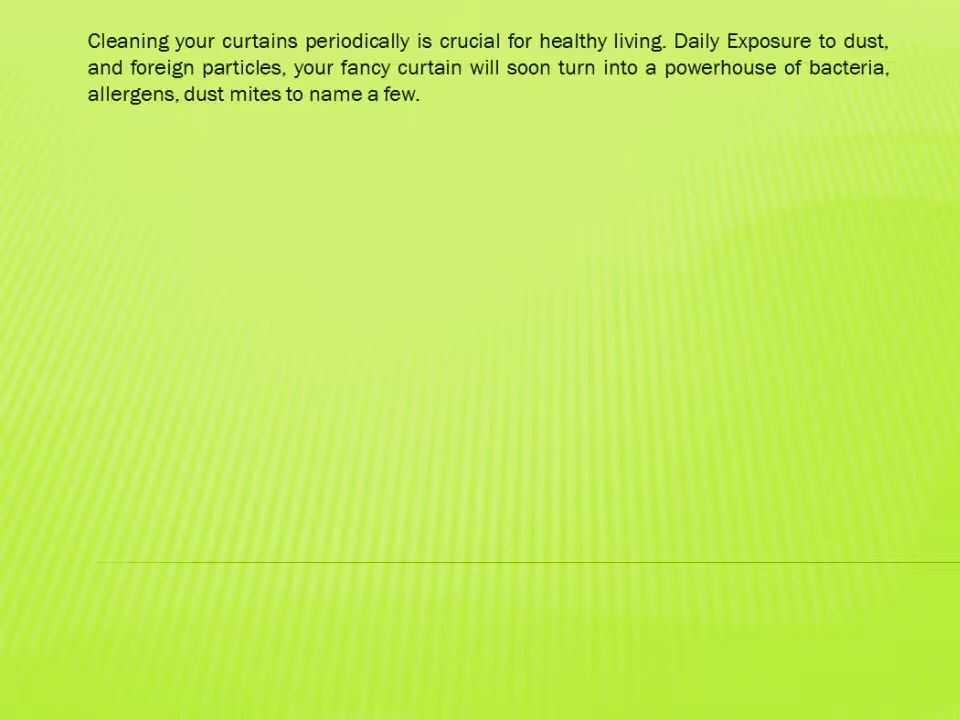 Cleaning your curtains periodically is crucial for healthy living. Daily Exposure to dust,
and foreign particles, your fancy curtain will soon turn into a powerhouse of bacteria,
allergens, dust mites to name a few.